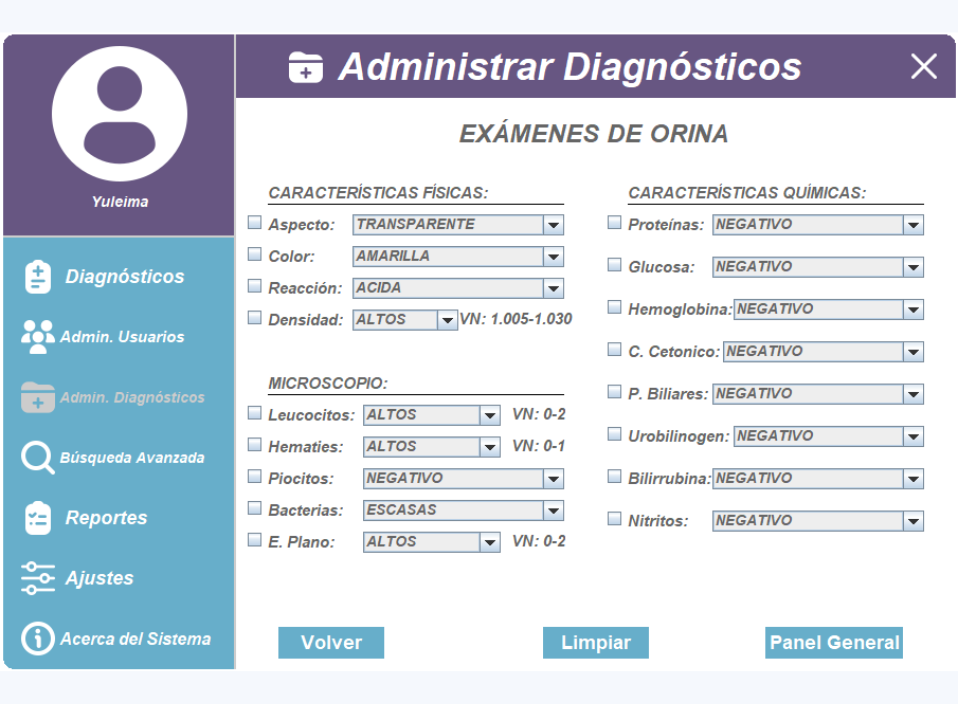 Administrar Diagnósticos
Yuleima
Diagnósticos
Admin. Usuarios
Admin. Diagnósticos
Búsqueda Avanzada
Reportes
Ajustes
Acerca del Sistema
EXÁMENES DE ORINA
CARACTERÍSTICAS FÍSICAS:
Aspecto: TRANSPARENTE
Color: AMARILLA
Reacción: ACIDA
Densidad: ALTOS VN: 1.005-1.030
MICROSCOPIO:
Leucocitos: ALTOS VN: 0-2
Hematies: ALTOS VN: 0-1
Piocitos: NEGATIVO
Bacterias: ESCASAS
E. Plano: ALTOS VN: 0-2
CARACTERÍSTICAS QUÍMICAS:
Proteínas: NEGATIVO
Glucosa: NEGATIVO
Hemoglobina: NEGATIVO
C. Cetonico: NEGATIVO
P. Biliares: NEGATIVO
Urobilinogen: NEGATIVO
Bilirrubina: NEGATIVO
Nitritos: NEGATIVO
Volver
Limpiar
Panel General